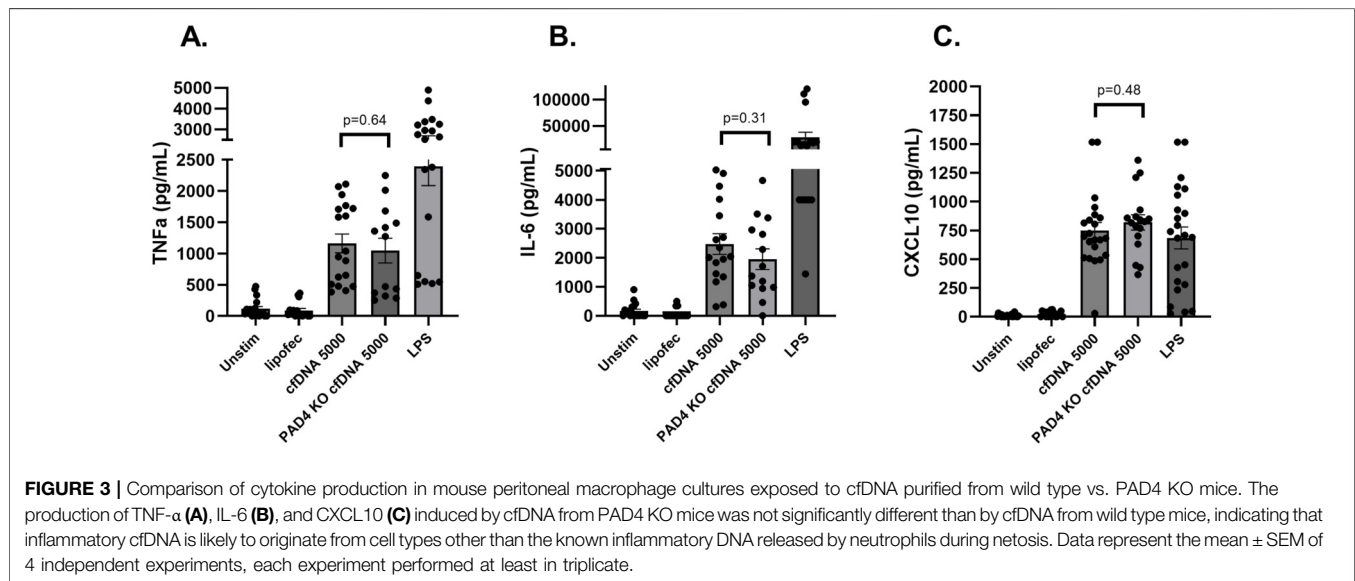 A.
TNFa (pg/mL)
5000
4000
3000
2500
2000
1500
1000
500
0
p=0.64
Unstim
lipofec
cfDNA 5000
PAD4 KO cfDNA 5000
LPS
B.
IL-6 (pg/mL)
100000
50000
5000
4000
3000
2000
1000
0
p=0.31
Unstim
lipofec
cfDNA 5000
PAD4 KO cfDNA 5000
LPS
C.
CXCL10 (pg/mL)
2000
1750
1500
1250
1000
750
500
250
0
p=0.48
Unstim
lipofec
cfDNA 5000
PAD4 KO cfDNA 5000
LPS
FIGURE 3 | Comparison of cytokine production in mouse peritoneal macrophage cultures exposed to cfDNA purified from wild type vs. PAD4 KO mice. The
production of TNF-α (A), IL-6 (B), and CXCL10 (C) induced by cfDNA from PAD4 KO mice was not significantly different than by cfDNA from wild type mice, indicating that
inflammatory cfDNA is likely to originate from cell types other than the known inflammatory DNA released by neutrophils during netosis. Data represent the mean ± SEM of
4 independent experiments, each experiment performed at least in triplicate.